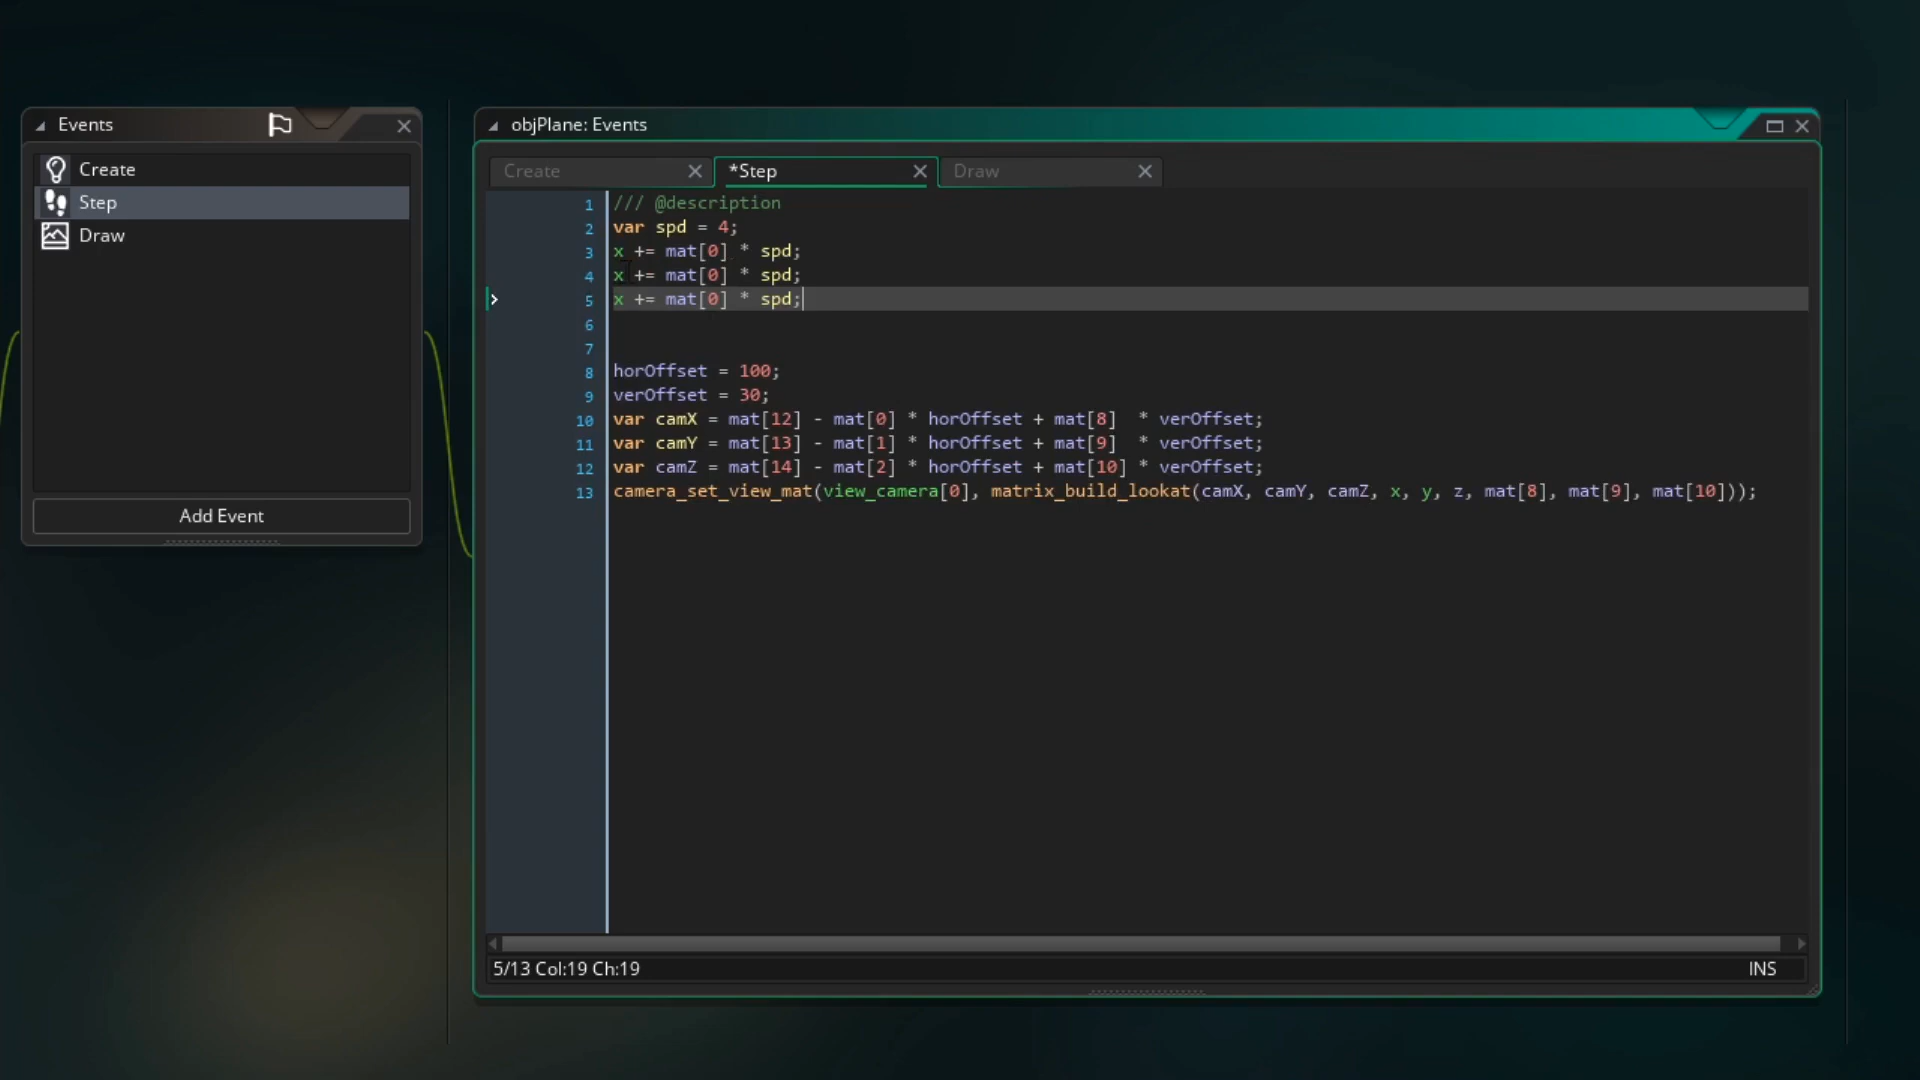 Events
Create
Step
Draw
Add Event
objPlane: Events
Create
*Step
Draw
1 /// @description
2 var spd = 4;
3 x += mat[0] * spd;
4 x += mat[0] * spd;
5 x += mat[0] * spd;
6
7
8 horOffset = 100;
9 verOffset = 30;
10 var camX = mat[12] - mat[0] * horOffset + mat[8]  * verOffset;
11 var camY = mat[13] - mat[1] * horOffset + mat[9]  * verOffset;
12 var camZ = mat[14] - mat[2] * horOffset + mat[10] * verOffset;
13 camera_set_view_mat(view_camera[0], matrix_build_lookat(camX, camY, camZ, x, y, z, mat[8], mat[9], mat[10]));
5/13 Col:19 Ch:19
INS